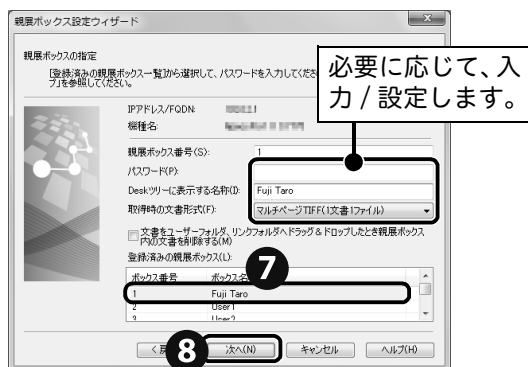 親展ボックス設定ウィザード
親展ボックスの指定
[登録済みの親展ボックス一覧]から選択して、パスワードを入力してくださ
プ]を参照してください。
必要に応じて、入
力 / 設定します。
IPアドレス/FQDN:
機種名:
親展ボックス番号(S): 1
パスワード(P):
Deskツリーに表示する名称(I): Fuji Taro
取得時の文書形式(F): マルチページTIFF(1文書1ファイル)
文書をユーザーフォルダ、リンクフォルダへドラッグ&ドロップしたとき親展ボックス
内の文書を削除する(M)
登録済みの親展ボックス(L):
7
ボックス番号 ボックス名
1 Fuji Taro
2 User1
3 User2
8
< 戻 次へ(N) キャンセル ヘルプ(H)